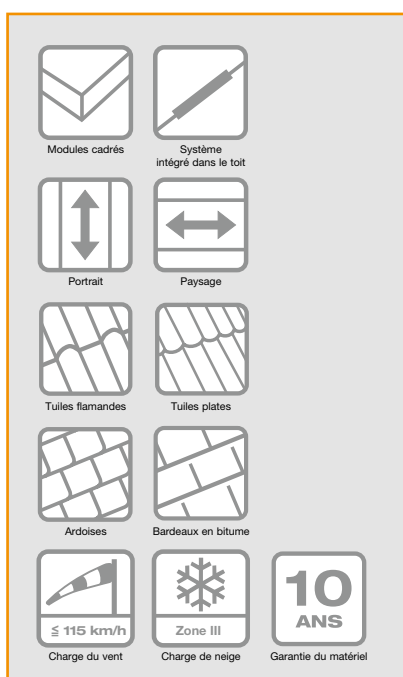 Modules cadrés
Système
intégré dans le toit
Portrait
Paysage
Tuiles flamandes
Tuiles plates
Ardoises
Bardeaux en bitume
≦ 115 km/h
Zone III
10
ANS
Charge du vent
Charge de neige
Garantie du matériel